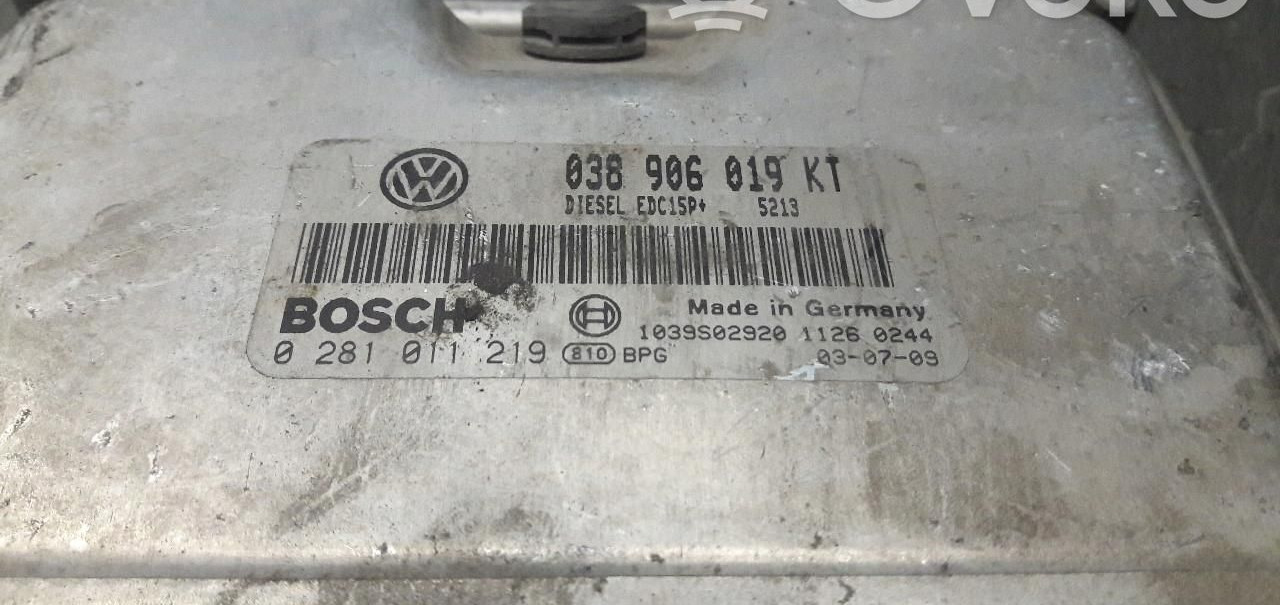 038 906 019 KT
DIESEL EDC15P+ 5213
BOSCH
Made in Germany
1039S02920 1126 0244
0 281 011 219 810 BPG 03-07-09